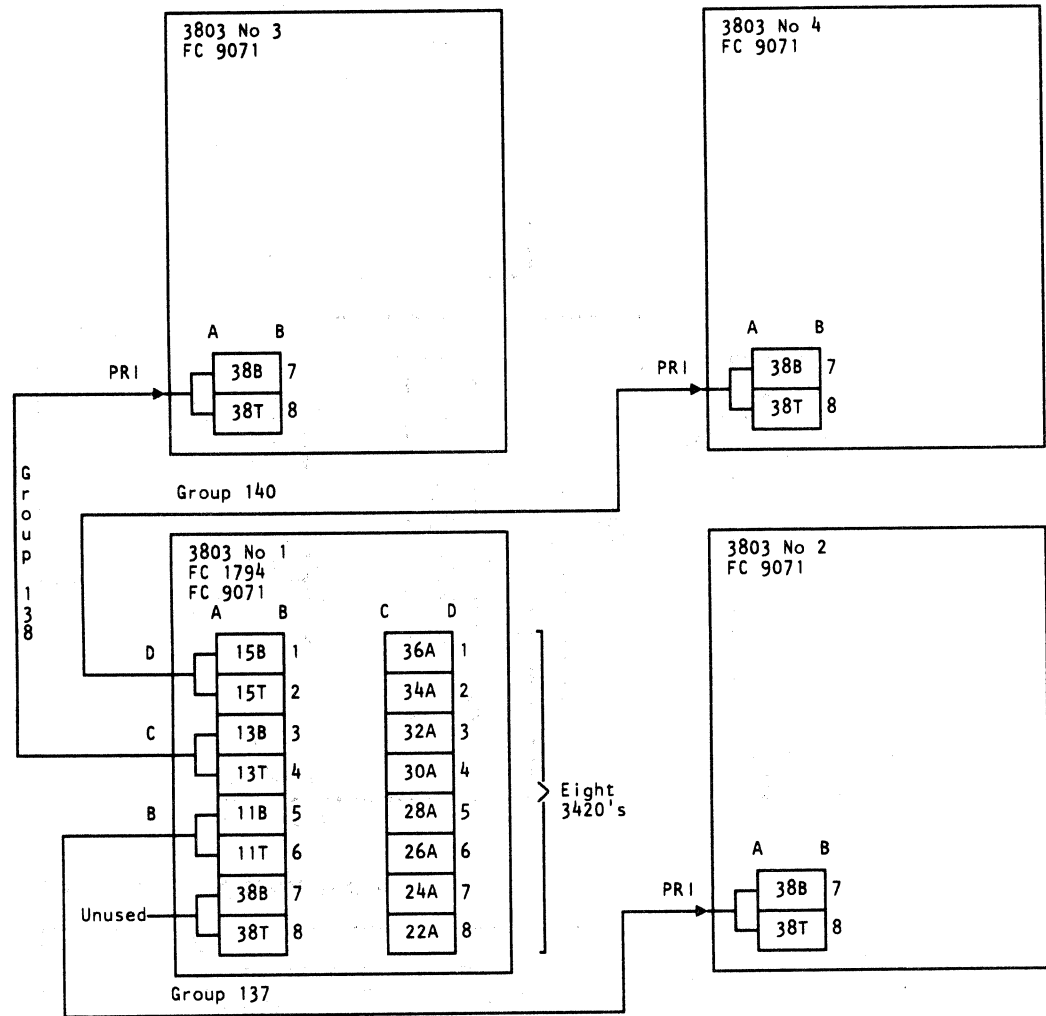 3803 No 3
FC 9071
A B
38B 7
38T 8
PRI
3803 No 4
FC 9071
A B
38B 7
38T 8
PRI
Group 138
Group 140
3803 No 1
FC 1794
FC 9071
A B
C D
D
15B 1
15T 2
C
13B 3
13T 4
B
11B 5
11T 6
38B 7
Unused
38T 8
36A 1
34A 2
32A 3
30A 4
28A 5
26A 6
24A 7
22A 8
Eight
3420's
Group 137
3803 No 2
FC 9071
A B
38B 7
38T 8
PRI